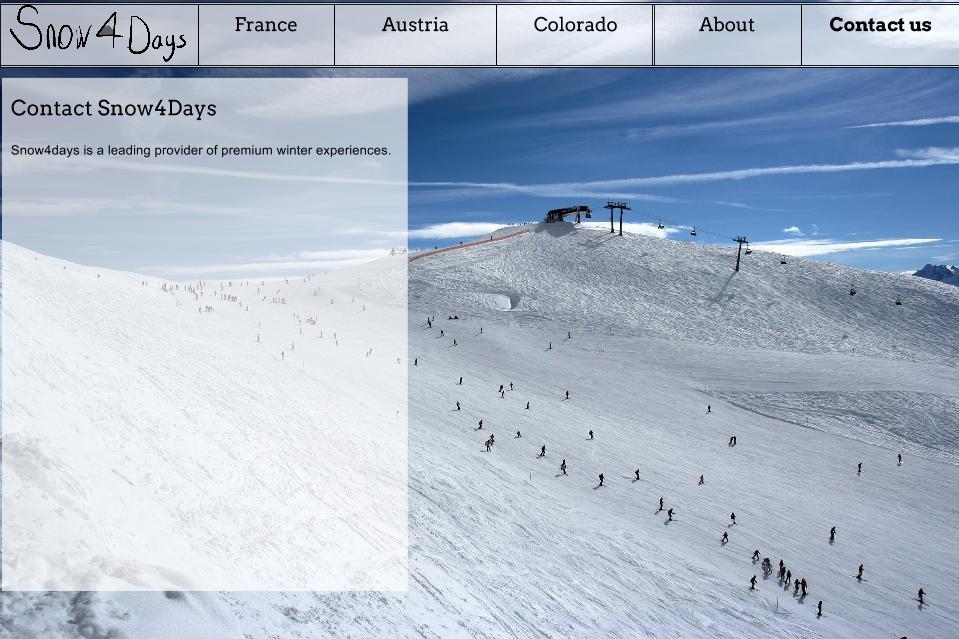 Snow4Days
France
Austria
Colorado
About
Contact us
Contact Snow4Days
Snow4days is a leading provider of premium winter experiences.